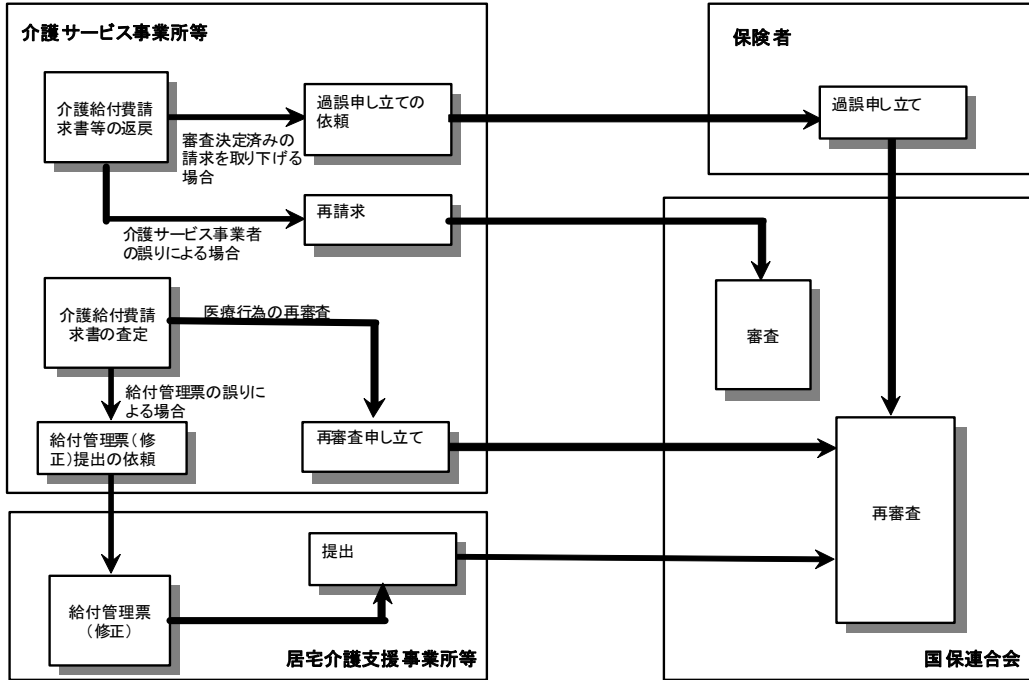 介護サービス事業所等
保険者
介護給付費請
求書等の返戻
過誤申し立ての
依頼
過誤申し立て
審査決定済みの
請求を取り下げる
場合
再請求
介護サービス事業者
の誤りによる場合
介護給付費請
求書の査定
医療行為の再審査
審査
給付管理票の誤りに
よる場合
給付管理票(修
正)提出の依頼
再審査申し立て
再審査
提出
給付管理票
(修正)
居宅介護支援事業所等
国保連合会